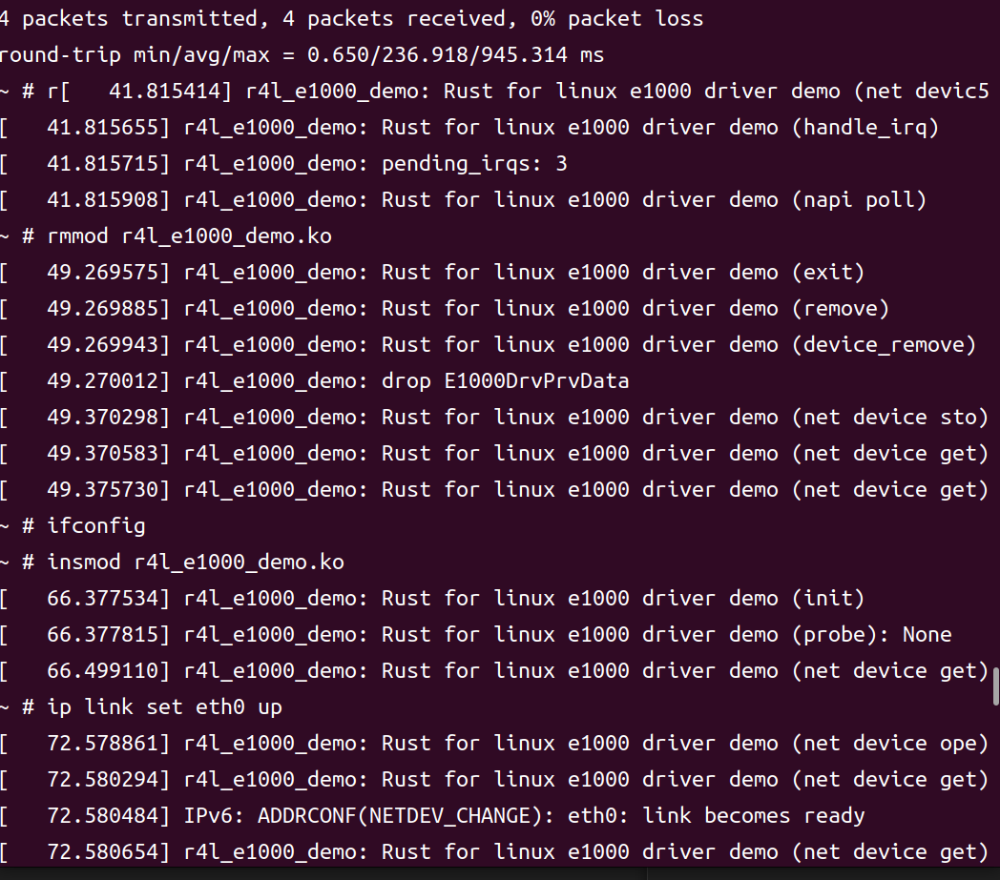 4 packets transmitted, 4 packets received, 0% packet loss
round-trip min/avg/max = 0.650/236.918/945.314 ms
~ # r[   41.815414] r4l_e1000_demo: Rust for linux e1000 driver demo (net devic5
[   41.815655] r4l_e1000_demo: Rust for linux e1000 driver demo (handle_irq)
[   41.815715] r4l_e1000_demo: pending_irqs: 3
[   41.815908] r4l_e1000_demo: Rust for linux e1000 driver demo (napi poll)
~ # rmmod r4l_e1000_demo.ko
[   49.269575] r4l_e1000_demo: Rust for linux e1000 driver demo (exit)
[   49.269885] r4l_e1000_demo: Rust for linux e1000 driver demo (remove)
[   49.269943] r4l_e1000_demo: Rust for linux e1000 driver demo (device_remove)
[   49.270012] r4l_e1000_demo: drop E1000DrvPrvData
[   49.370298] r4l_e1000_demo: Rust for linux e1000 driver demo (net device sto)
[   49.370583] r4l_e1000_demo: Rust for linux e1000 driver demo (net device get)
[   49.375730] r4l_e1000_demo: Rust for linux e1000 driver demo (net device get)
~ # ifconfig
~ # insmod r4l_e1000_demo.ko
[   66.377534] r4l_e1000_demo: Rust for linux e1000 driver demo (init)
[   66.377815] r4l_e1000_demo: Rust for linux e1000 driver demo (probe): None
[   66.499110] r4l_e1000_demo: Rust for linux e1000 driver demo (net device get)
~ # ip link set eth0 up
[   72.578861] r4l_e1000_demo: Rust for linux e1000 driver demo (net device ope)
[   72.580294] r4l_e1000_demo: Rust for linux e1000 driver demo (net device get)
[   72.580484] IPv6: ADDRCONF(NETDEV_CHANGE): eth0: link becomes ready
[   72.580654] r4l_e1000_demo: Rust for linux e1000 driver demo (net device get)